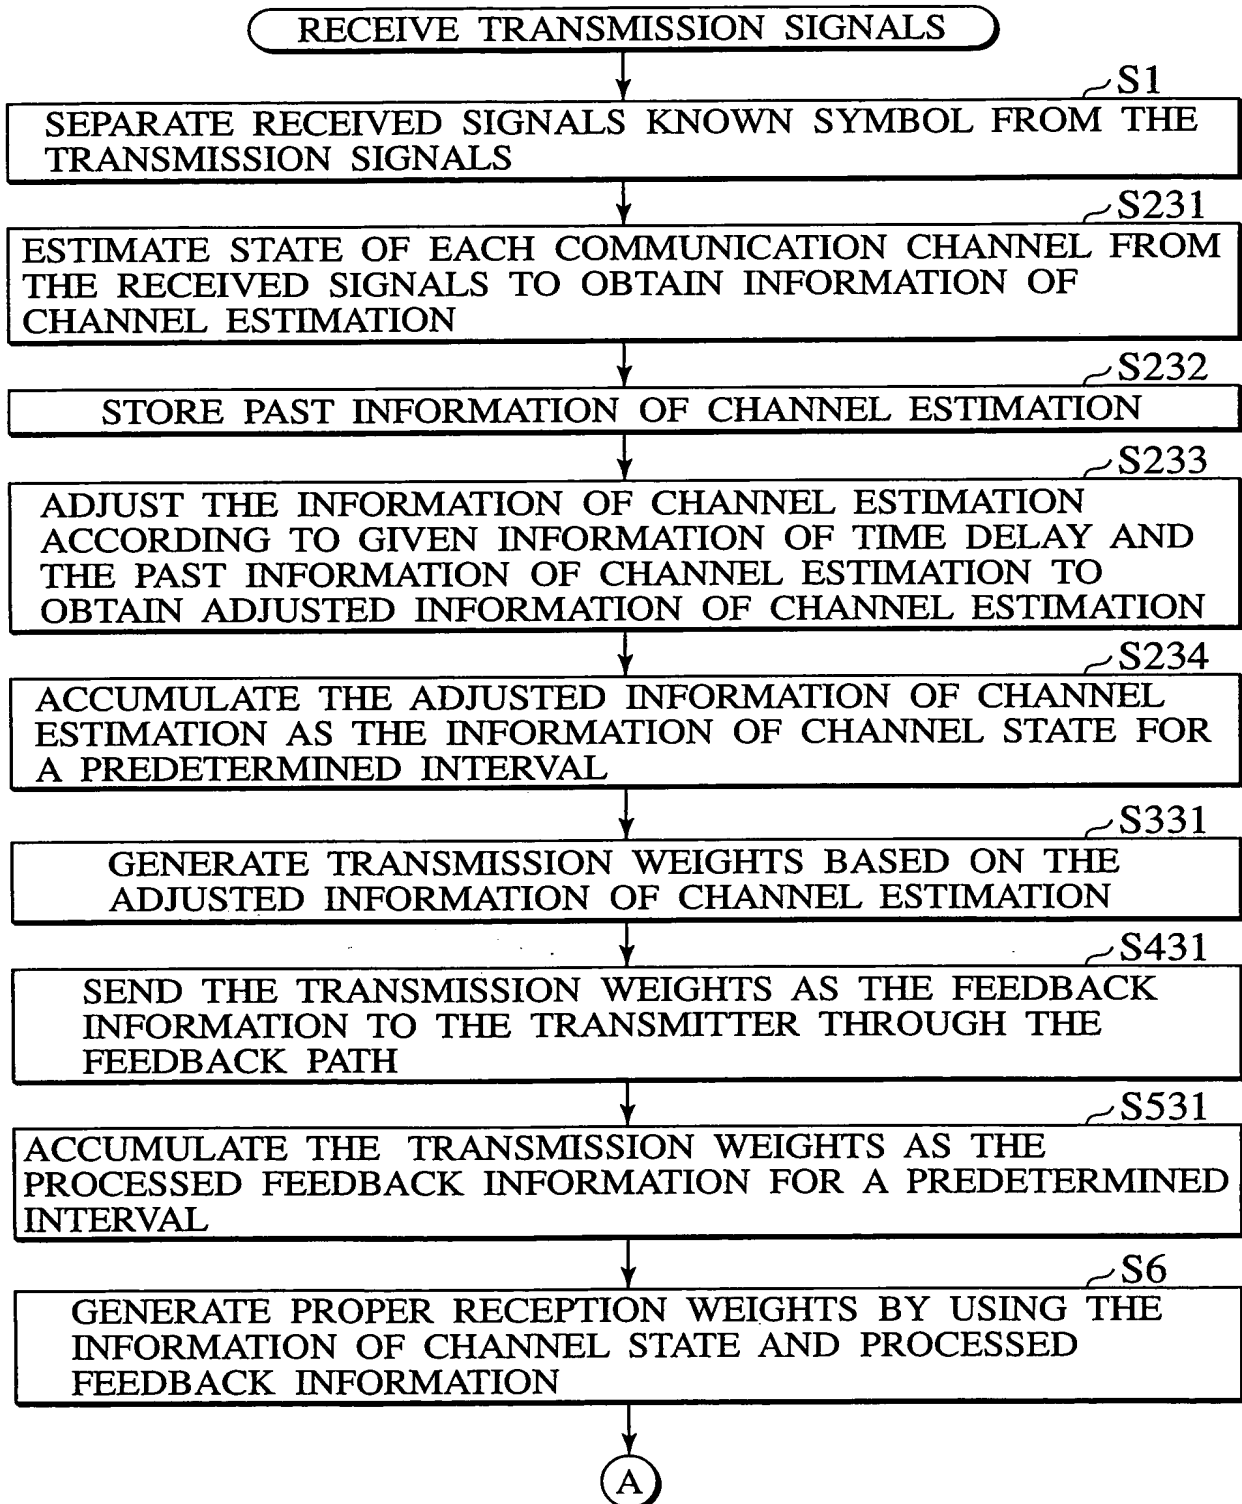 RECEIVE TRANSMISSION SIGNALS
S1
SEPARATE RECEIVED SIGNALS KNOWN SYMBOL FROM THE
TRANSMISSION SIGNALS
S231
ESTIMATE STATE OF EACH COMMUNICATION CHANNEL FROM
THE RECEIVED SIGNALS TO OBTAIN INFORMATION OF
CHANNEL ESTIMATION
S232
STORE PAST INFORMATION OF CHANNEL ESTIMATION
S233
ADJUST THE INFORMATION OF CHANNEL ESTIMATION
ACCORDING TO GIVEN INFORMATION OF TIME DELAY AND
THE PAST INFORMATION OF CHANNEL ESTIMATION TO
OBTAIN ADJUSTED INFORMATION OF CHANNEL ESTIMATION
S234
ACCUMULATE THE ADJUSTED INFORMATION OF CHANNEL
ESTIMATION AS THE INFORMATION OF CHANNEL STATE FOR
A PREDETERMINED INTERVAL
S331
GENERATE TRANSMISSION WEIGHTS BASED ON THE
ADJUSTED INFORMATION OF CHANNEL ESTIMATION
S431
SEND THE TRANSMISSION WEIGHTS AS THE FEEDBACK
INFORMATION TO THE TRANSMITTER THROUGH THE
FEEDBACK PATH
S531
ACCUMULATE THE TRANSMISSION WEIGHTS AS THE
PROCESSED FEEDBACK INFORMATION FOR A PREDETERMINED
INTERVAL
S6
GENERATE PROPER RECEPTION WEIGHTS BY USING THE
INFORMATION OF CHANNEL STATE AND PROCESSED
FEEDBACK INFORMATION
A